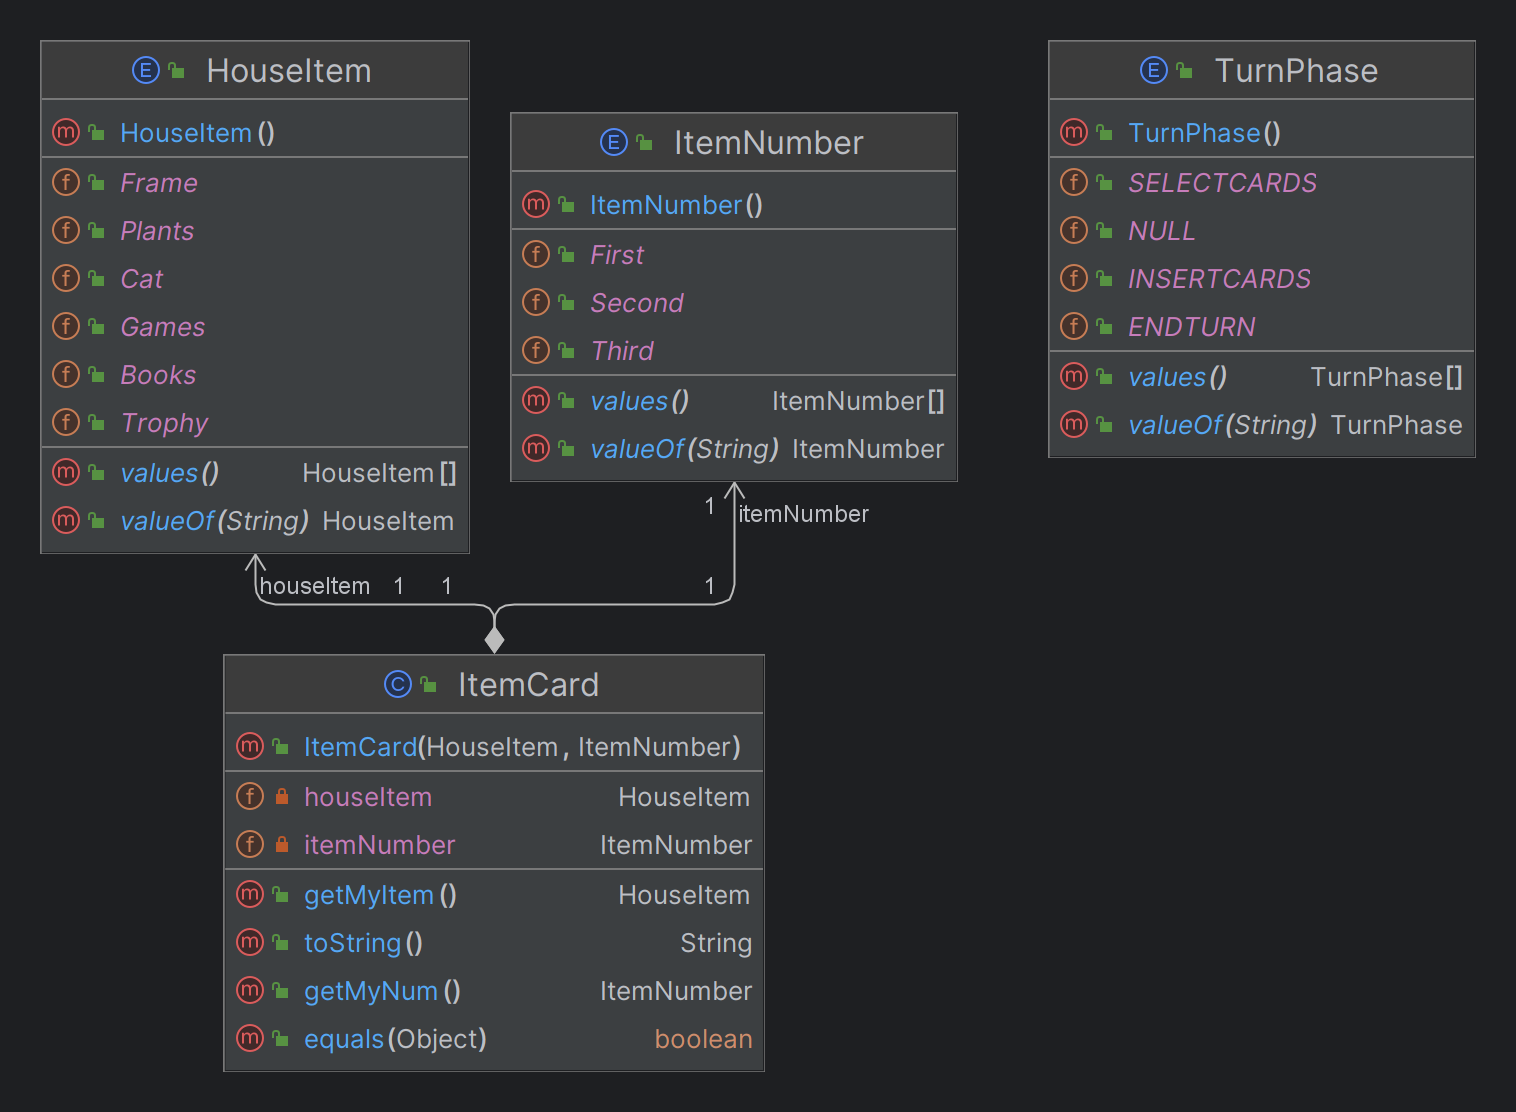 E HouseItem
m HouseItem()
f Frame
f Plants
f Cat
f Games
f Books
f Trophy
m values() HouseItem[]
m valueOf(String) HouseItem
E ItemNumber
m ItemNumber()
f First
f Second
f Third
m values() ItemNumber[]
m valueOf(String) ItemNumber
E TurnPhase
m TurnPhase()
f SELECTCARDS
f NULL
f INSERTCARDS
f ENDTURN
m values() TurnPhase[]
m valueOf(String) TurnPhase
1 itemNumber
houseItem 1 1 1
C ItemCard
m ItemCard(HouseItem, ItemNumber)
f houseItem HouseItem
f itemNumber ItemNumber
m getMyItem() HouseItem
m toString() String
m getMyNum() ItemNumber
m equals(Object) boolean